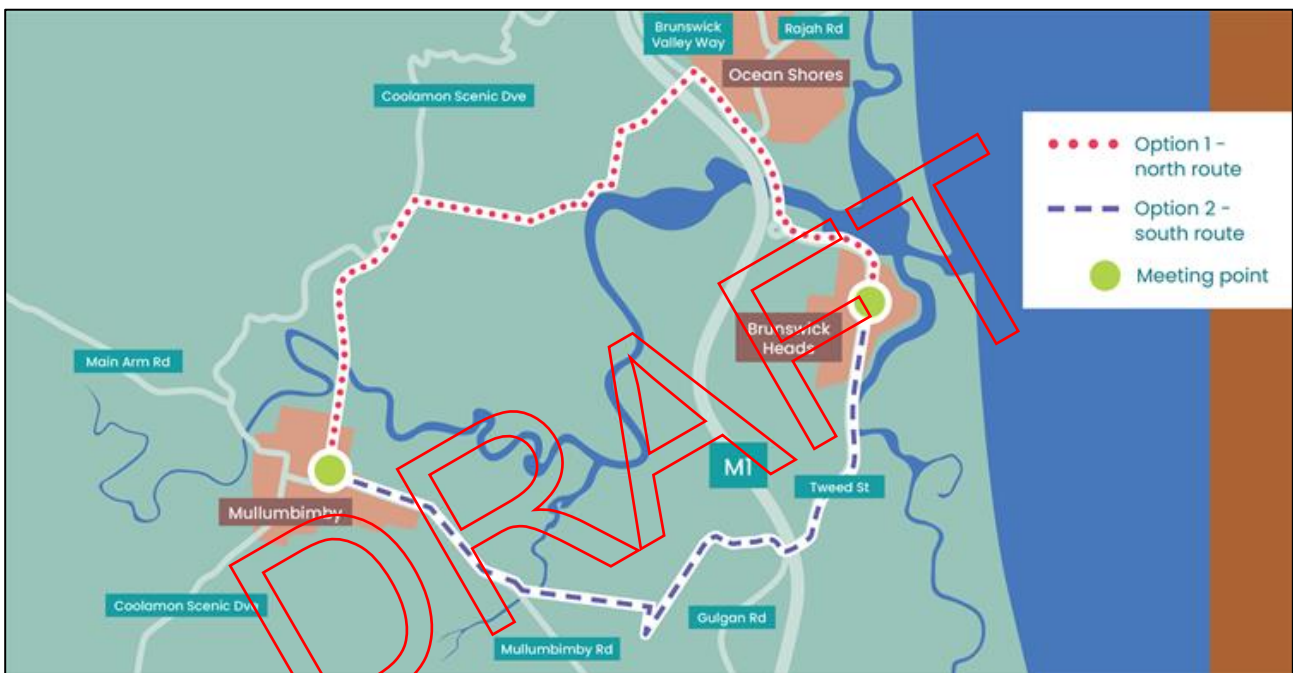 Brunswick
Valley Way
Rajah Rd
Ocean Shores
Coolamon Scenic Dve
Option 1 -
north route
Option 2 -
south route
Meeting point
Brunswick
Heads
Main Arm Rd
M1
Tweed St
Mullumbimby
Coolamon Scenic Dve
Gulgan Rd
Mullumbimby Rd
DRAFT